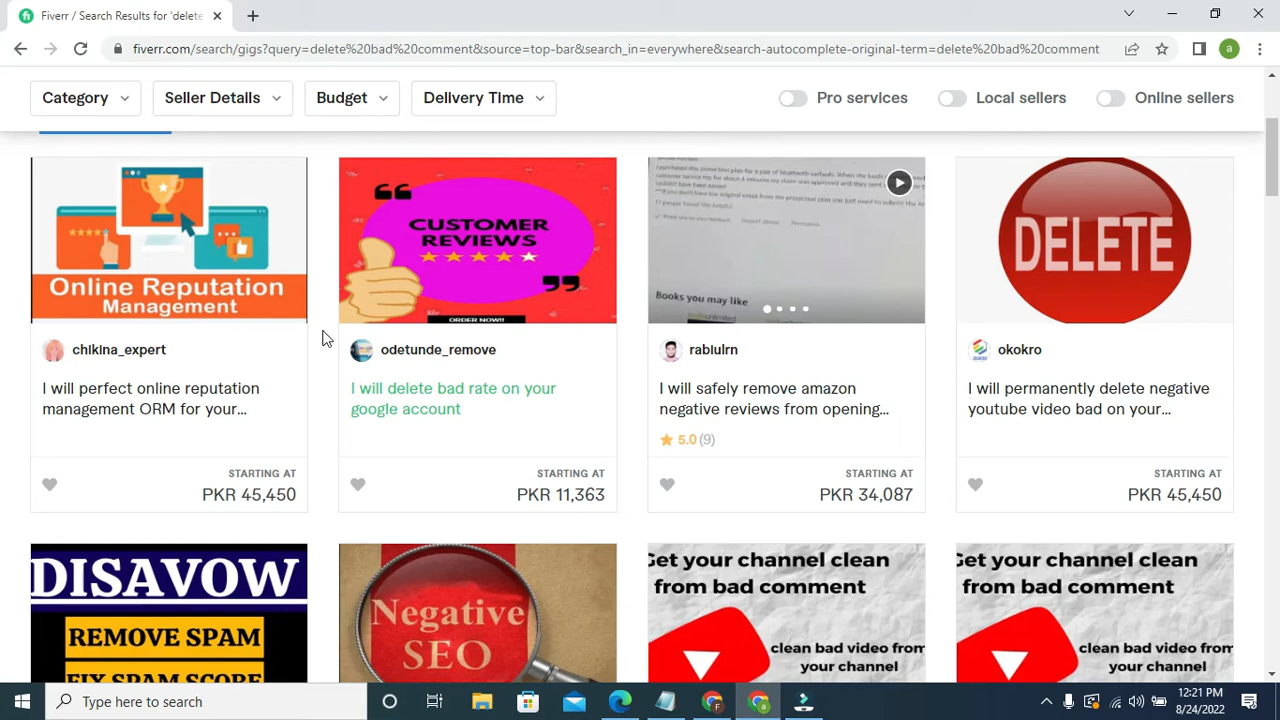 Fiverr / Search Results for 'delete
fiverr.com/search/gigs?query=delete%20bad%20comment&source=top-bar&search_in=everywhere&search-autocomplete-original-term=delete%20bad%20comment
a
Category
Seller Details
Budget
Delivery Time
Pro services
Local sellers
Online sellers
Online Reputation
Management
CUSTOMER
REVIEWS
ORDER NOW!!
Books you may like
DELETE
chikina_expert
odetunde_remove
rabiulrn
okokro
I will perfect online reputation
management ORM for your...
I will delete bad rate on your
google account
I will safely remove amazon
negative reviews from opening...
I will permanently delete negative
youtube video bad on your...
5.0 (9)
STARTING AT
PKR 45,450
STARTING AT
PKR 11,363
STARTING AT
PKR 34,087
STARTING AT
PKR 45,450
DISAVOW
REMOVE SPAM
FIX SPAM SCORE
Negative
SEO
Get your channel clean
from bad comment
clean bad video from
your channel
Get your channel clean
from bad comment
clean bad video from
your channel
Type here to search
12:21 PM
8/24/2022